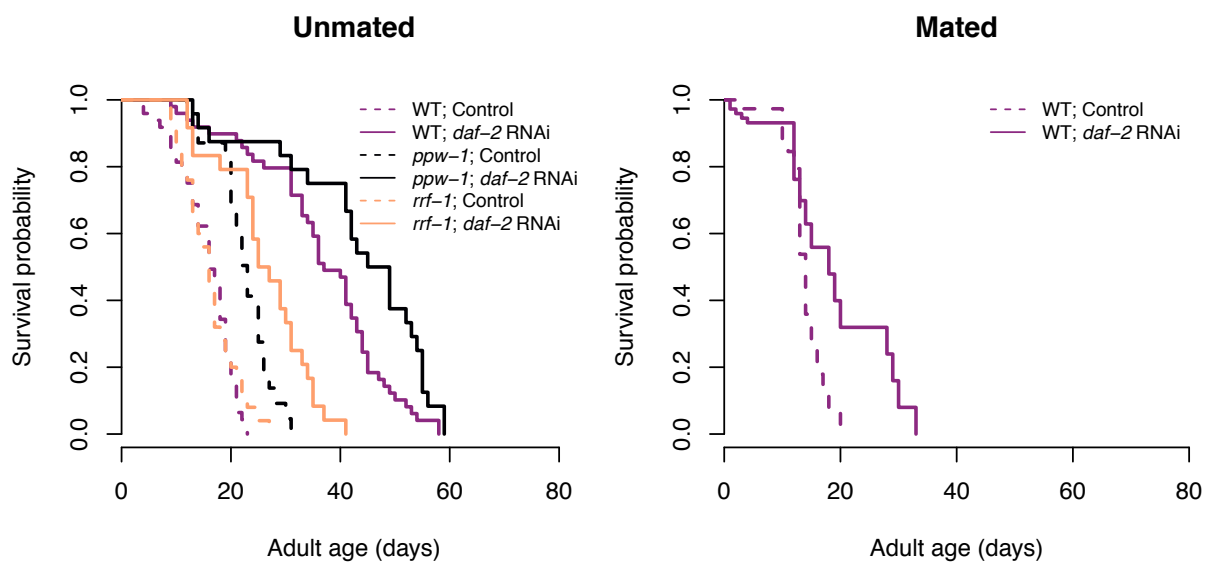 Unmated
Survival probability
1.0
0.8
0.6
0.4
0.2
0.0
WT; Control
WT; daf−2 RNAi
ppw−1; Control
ppw−1; daf−2 RNAi
rrf−1; Control
rrf−1; daf−2 RNAi
0 20 40 60 80
Adult age (days)
Mated
Survival probability
1.0
0.8
0.6
0.4
0.2
0.0
WT; Control
WT; daf−2 RNAi
0 20 40 60 80
Adult age (days)